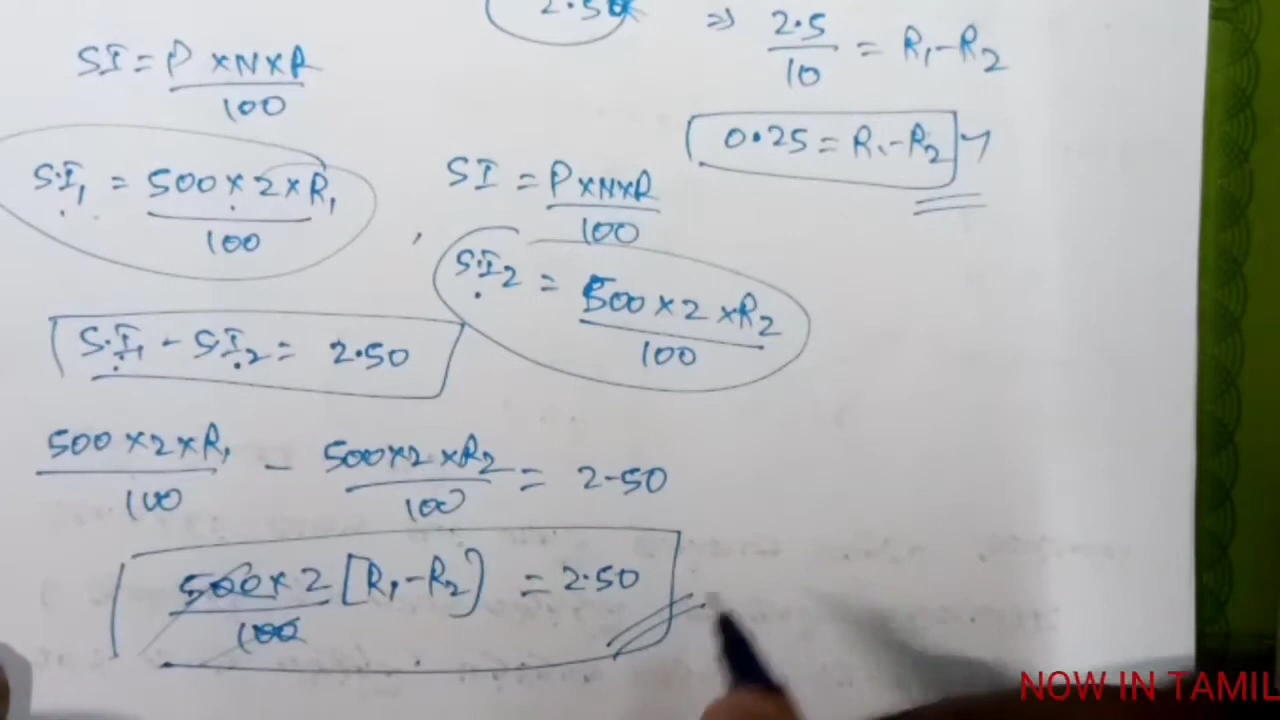 2.50
SI = P×N×R
100
S.I₁ = 500×2×R₁
100
SI = P×N×R
100
S.I₂ = 500×2×R₂
100
S.I₁ - S.I₂ = 2.50
500×2×R₁ - 500×2×R₂ = 2.50
100 100
500×2 [R₁-R₂] = 2.50
100
⇒ 2.5 = R₁-R₂
10
0.25 = R₁-R₂
NOW IN TAMIL